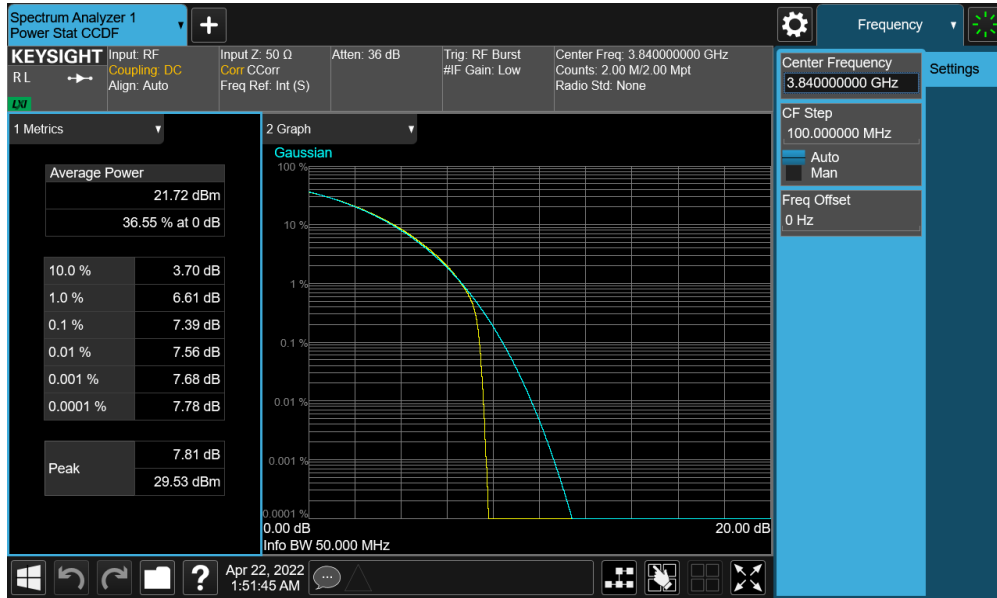 Spectrum Analyzer 1
Power Stat CCDF
+
Frequency
KEYSIGHT
RL
LXI
Input: RF
Coupling: DC
Align: Auto
Input Z: 50 Ω
Corr CCorr
Freq Ref: Int (S)
Atten: 36 dB
Trig: RF Burst
#IF Gain: Low
Center Freq: 3.840000000 GHz
Counts: 2.00 M/2.00 Mpt
Radio Std: None
Center Frequency
3.840000000 GHz
Settings
CF Step
100.000000 MHz
Auto
Man
Freq Offset
0 Hz
1 Metrics
Average Power
21.72 dBm
36.55 % at 0 dB
10.0 % 3.70 dB
1.0 % 6.61 dB
0.1 % 7.39 dB
0.01 % 7.56 dB
0.001 % 7.68 dB
0.0001 % 7.78 dB
Peak
7.81 dB
29.53 dBm
2 Graph
Gaussian
100 %
10 %
1 %
0.1 %
0.01 %
0.001 %
0.0001 %
0.00 dB 20.00 dB
Info BW 50.000 MHz
?
Apr 22, 2022
1:51:45 AM